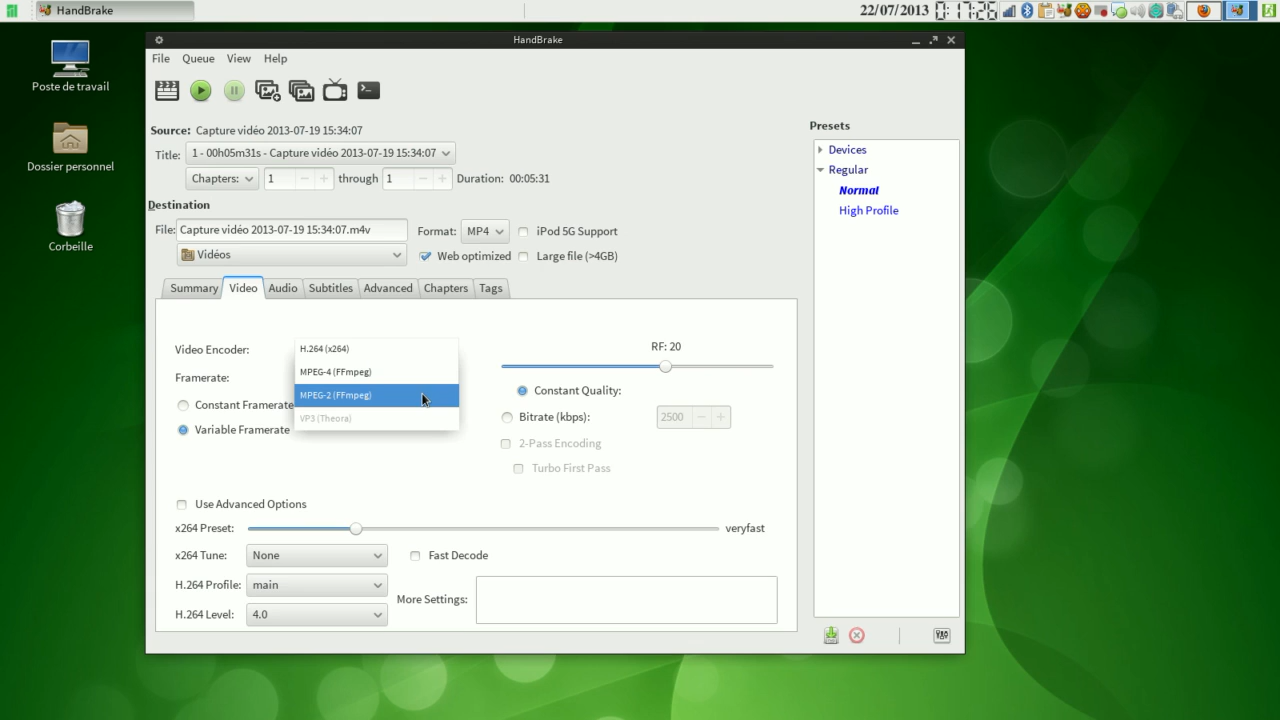 HandBrake
22/07/2013 0:17:26
Poste de travail
Dossier personnel
Corbeille
HandBrake
File Queue View Help
Source: Capture vidéo 2013-07-19 15:34:07
Title: 1 - 00h05m31s - Capture vidéo 2013-07-19 15:34:07
Chapters: 1 through 1 Duration: 00:05:31
Destination
File: Capture vidéo 2013-07-19 15:34:07.m4v Format: MP4 iPod 5G Support
Vidéos Web optimized Large file (>4GB)
Summary Video Audio Subtitles Advanced Chapters Tags
Video Encoder:
H.264 (x264)
MPEG-4 (FFmpeg)
MPEG-2 (FFmpeg)
VP3 (Theora)
Framerate:
Constant Framerate
Variable Framerate
RF: 20
Constant Quality:
Bitrate (kbps): 2500
2-Pass Encoding
Turbo First Pass
Use Advanced Options
x264 Preset: veryfast
x264 Tune: None Fast Decode
H.264 Profile: main
More Settings:
H.264 Level: 4.0
Presets
Devices
Regular
Normal
High Profile